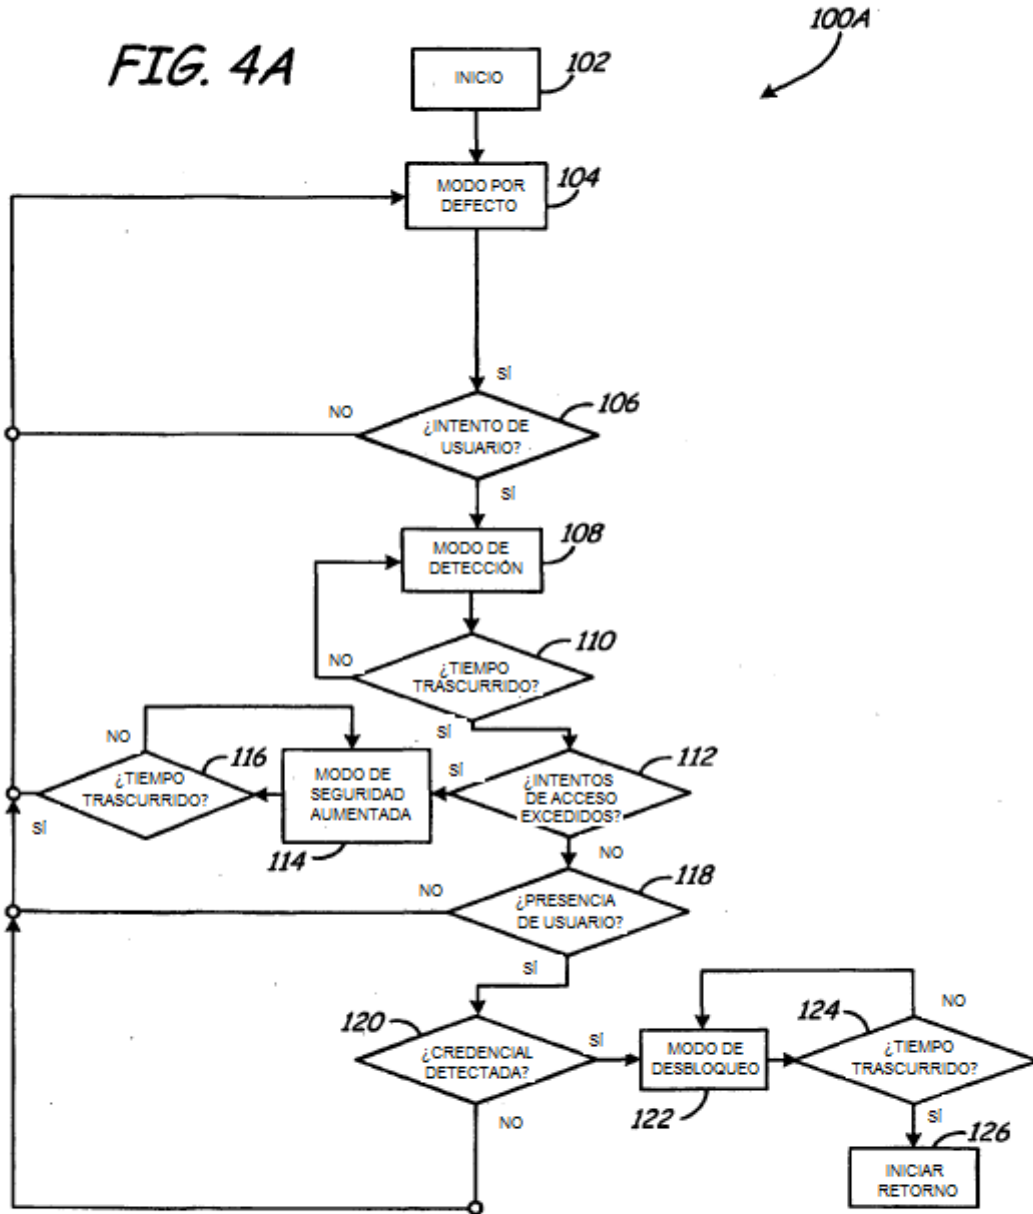 FIG. 4A
100A
INICIO
102
MODO POR
DEFECTO
104
SÍ
NO
106
¿INTENTO DE
USUARIO?
SÍ
MODO DE
DETECCIÓN
108
NO
110
¿TIEMPO
TRASCURRIDO?
SÍ
NO
116
¿TIEMPO
TRASCURRIDO?
SÍ
MODO DE
SEGURIDAD
AUMENTADA
114
SÍ
112
¿INTENTOS
DE ACCESO
EXCEDIDOS?
NO
NO
118
¿PRESENCIA
DE USUARIO?
SÍ
120
¿CREDENCIAL
DETECTADA?
SÍ
NO
MODO DE
DESBLOQUEO
122
NO
124
¿TIEMPO
TRASCURRIDO?
SÍ
126
INICIAR
RETORNO